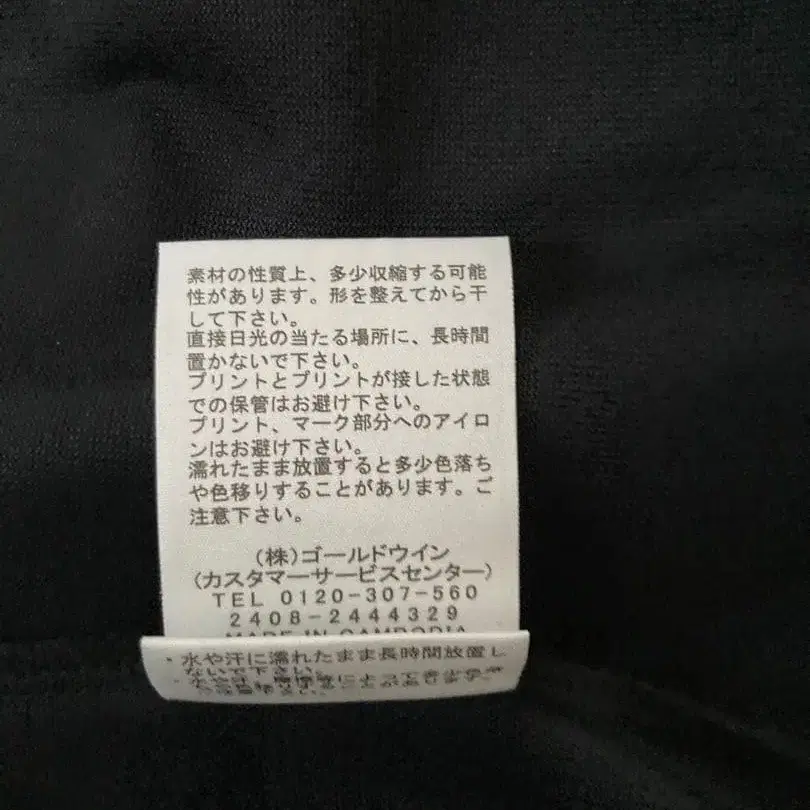 素材の性質上、多少収縮する可能
性があります。形を整えてから干
して下さい。
直接日光の当たる場所に、長時間
置かないで下さい。
プリントとプリントが接した状態
での保管はお避け下さい。
プリント、マーク部分へのアイロ
ンはお避け下さい。
濡れたまま放置すると多少色落ち
や色移りすることがあります。ご
注意下さい。
(株)ゴールドウイン
(カスタマーサービスセンター)
TEL 0120-307-560
2408-2444329
MADE IN CAMBODIA
・水や汗に濡れたまま長時間放置し
ないで下さい。